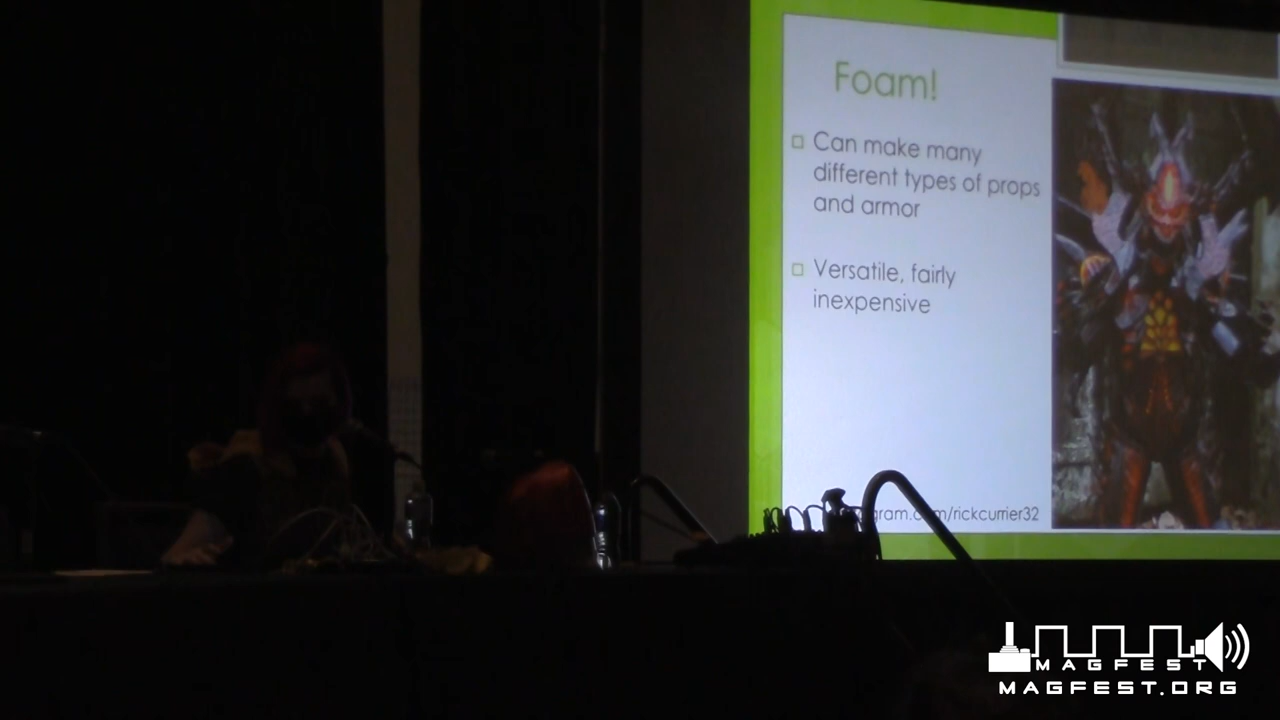 Foam!
Can make many
different types of props
and armor
Versatile, fairly
inexpensive
gram.com/rickcurrier32
MAGFEST
MAGFEST.ORG